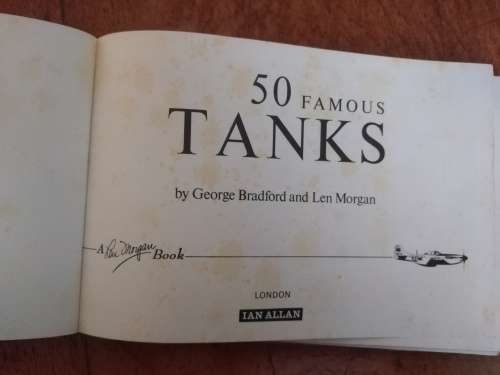 50 FAMOUS
TANKS
by George Bradford and Len Morgan
A Len Morgan Book
LONDON
IAN ALLAN